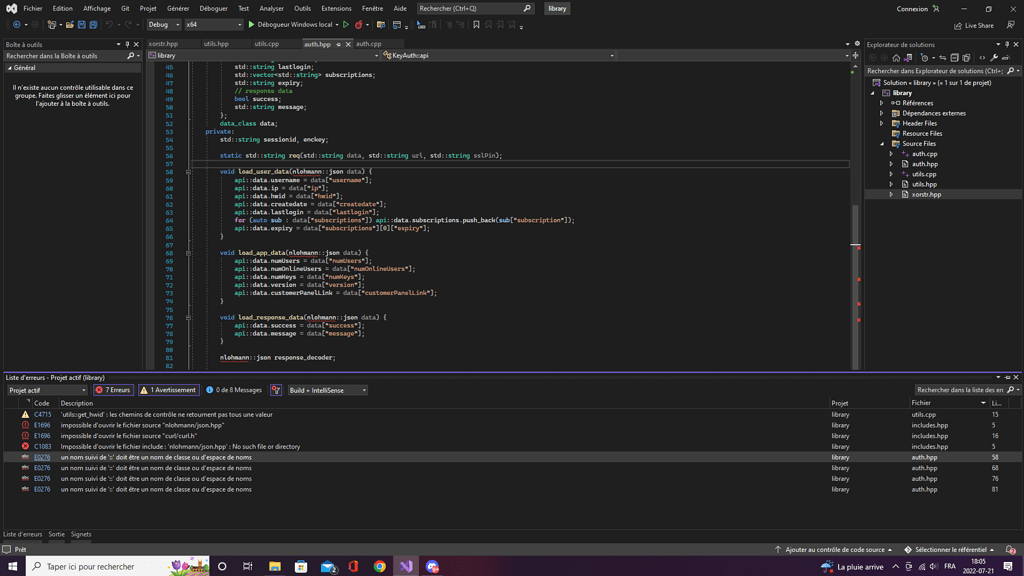 Fichier Edition Affichage Git Projet Générer Déboguer Test Analyser Outils Extensions Fenêtre Aide Rechercher (Ctrl+Q) library Connexion
Debug x64 Débogueur Windows local Live Share
Boîte à outils
Rechercher dans la Boîte à outils
Général
Il n'existe aucun contrôle utilisable dans ce
groupe. Faites glisser un élément ici pour
l'ajouter à la boîte d'outils.
xorstr.hpp utils.hpp utils.cpp auth.hpp auth.cpp
library KeyAuth::api
45 std::string lastlogin;
46 std::vector<std::string> subscriptions;
47 std::string expiry;
48 // response data
49 bool success;
50 std::string message;
51 };
52 data_class data;
53 private:
54 std::string sessionid, enckey;
55
56 static std::string req(std::string data, std::string url, std::string sslPin);
57
58 void load_user_data(nlohmann::json data) {
59 api::data.username = data["username"];
60 api::data.ip = data["ip"];
61 api::data.hwid = data["hwid"];
62 api::data.createdate = data["createdate"];
63 api::data.lastlogin = data["lastlogin"];
64 for (auto sub : data["subscriptions"]) api::data.subscriptions.push_back(sub["subscription"]);
65 api::data.expiry = data["subscriptions"][0]["expiry"];
66 }
67
68 void load_app_data(nlohmann::json data) {
69 api::data.numUsers = data["numUsers"];
70 api::data.numOnlineUsers = data["numOnlineUsers"];
71 api::data.numKeys = data["numKeys"];
72 api::data.version = data["version"];
73 api::data.customerPanelLink = data["customerPanelLink"];
74 }
75
76 void load_response_data(nlohmann::json data) {
77 api::data.success = data["success"];
78 api::data.message = data["message"];
79 }
80
81 nlohmann::json response_decoder;
82
Explorateur de solutions
Rechercher dans Explorateur de solutions (Ctrl+;)
Solution « library » (« 1 sur 1 de projet)
library
Références
Dépendances externes
Header Files
Resource Files
Source Files
auth.cpp
auth.hpp
utils.cpp
utils.hpp
xorstr.hpp
Liste d'erreurs - Projet actif (library)
Projet actif 7 Erreurs 1 Avertissement 0 de 8 Messages Build + IntelliSense Rechercher dans la liste des en
Code Description Projet Fichier Li...
C4715 'utils::get_hwid' : les chemins de contrôle ne retournent pas tous une valeur library utils.cpp 15
E1696 impossible d'ouvrir le fichier source "nlohmann/json.hpp" library includes.hpp 5
E1696 impossible d'ouvrir le fichier source "curl/curl.h" library includes.hpp 16
C1083 Impossible d'ouvrir le fichier include : 'nlohmann/json.hpp' : No such file or directory library includes.hpp 5
E0276 un nom suivi de '::' doit être un nom de classe ou d'espace de noms library auth.hpp 58
E0276 un nom suivi de '::' doit être un nom de classe ou d'espace de noms library auth.hpp 68
E0276 un nom suivi de '::' doit être un nom de classe ou d'espace de noms library auth.hpp 76
E0276 un nom suivi de '::' doit être un nom de classe ou d'espace de noms library auth.hpp 81
Liste d'erreurs Sortie Signets
Prêt Ajouter au contrôle de code source Sélectionner le référentiel 2
Taper ici pour rechercher La pluie arrive FRA 18:05
2022-07-21